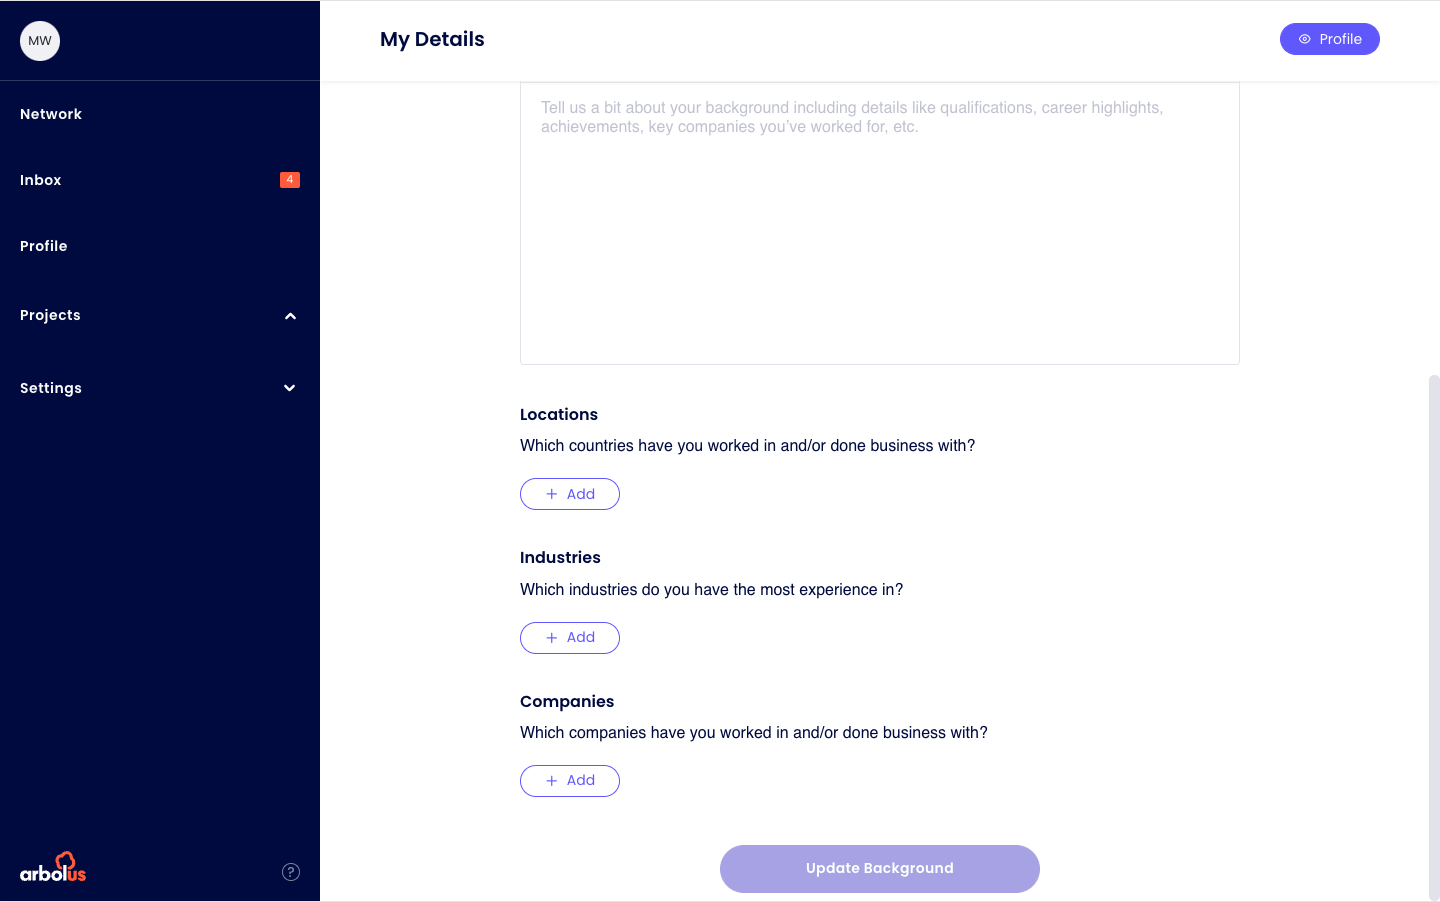 MW
My Details
Profile
Network
Inbox
4
Profile
Projects
Settings
Tell us a bit about your background including details like qualifications, career highlights,
achievements, key companies you’ve worked for, etc.
Locations
Which countries have you worked in and/or done business with?
+ Add
Industries
Which industries do you have the most experience in?
+ Add
Companies
Which companies have you worked in and/or done business with?
+ Add
Update Background
arbolus
?